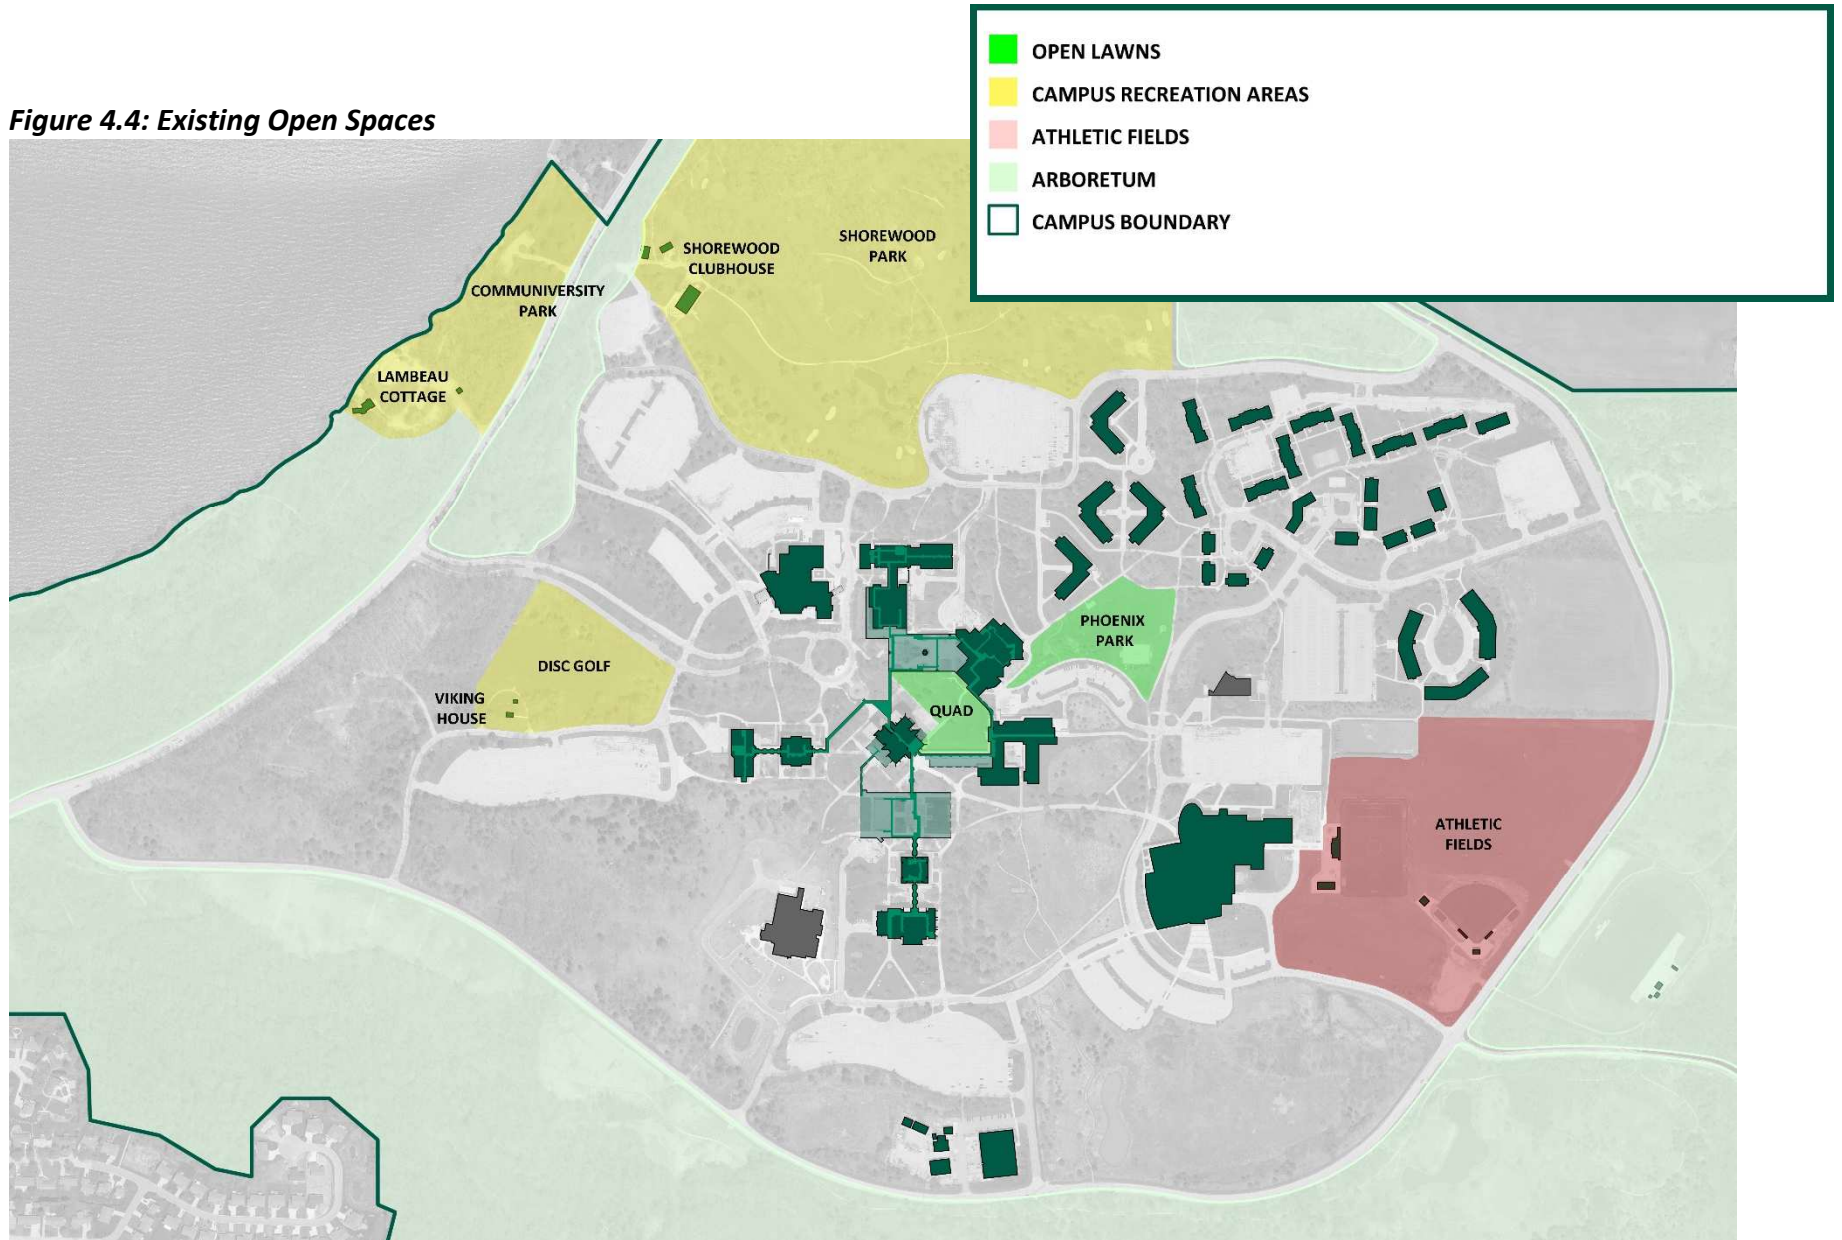 OPEN LAWNS
CAMPUS RECREATION AREAS
ATHLETIC FIELDS
ARBORETUM
CAMPUS BOUNDARY
Figure 4.4: Existing Open Spaces
SHOREWOOD
PARK
SHOREWOOD
CLUBHOUSE
COMMUNIVERSITY
PARK
LAMBEAU
COTTAGE
PHOENIX
PARK
DISC GOLF
VIKING
HOUSE
QUAD
ATHLETIC
FIELDS